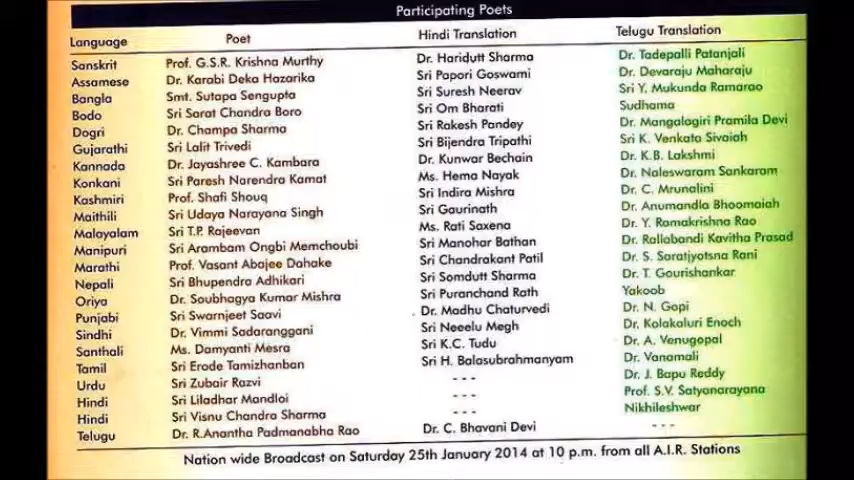 Participating Poets
Language Poet Hindi Translation Telugu Translation
Sanskrit Prof. G.S.R. Krishna Murthy Dr. Haridutt Sharma Dr. Tadepalli Patanjali
Assamese Dr. Karabi Deka Hazarika Sri Papori Goswami Dr. Devaraju Maharaju
Bangla Smt. Sutapa Sengupta Sri Suresh Neerav Sri Y. Mukunda Ramarao
Bodo Sri Sarat Chandra Boro Sri Om Bharati Sudhama
Dogri Dr. Champa Sharma Sri Rakesh Pandey Dr. Mangalagiri Pramila Devi
Gujarathi Sri Lalit Trivedi Sri Bijendra Tripathi Sri K. Venkata Sivaiah
Kannada Dr. Jayashree C. Kambara Dr. Kunwar Bechain Dr. K.B. Lakshmi
Konkani Sri Paresh Narendra Kamat Ms. Hema Nayak Dr. Naleswaram Sankaram
Kashmiri Prof. Shafi Shouq Sri Indira Mishra Dr. C. Mrunalini
Maithili Sri Udaya Narayana Singh Sri Gaurinath Dr. Anumandla Bhoomaiah
Malayalam Sri T.P. Rajeevan Ms. Rati Saxena Dr. Y. Ramakrishna Rao
Manipuri Sri Arambam Ongbi Memchoubi Sri Manohar Bathan Dr. Rallabandi Kavitha Prasad
Marathi Prof. Vasant Abajee Dahake Sri Chandrakant Patil Dr. S. Saratjyotsna Rani
Nepali Sri Bhupendra Adhikari Sri Somdutt Sharma Dr. T. Gourishankar
Oriya Dr. Soubhagya Kumar Mishra Sri Puranchand Rath Yakoob
Punjabi Sri Swarnjeet Saavi Dr. Madhu Chaturvedi Dr. N. Gopi
Sindhi Dr. Vimmi Sadaranggani Sri Neeelu Megh Dr. Kolakaluri Enoch
Santhali Ms. Damyanti Mesra Sri K.C. Tudu Dr. A. Venugopal
Tamil Sri Erode Tamizhanban Sri H. Balasubrahmanyam Dr. Vanamali
Urdu Sri Zubair Razvi - - - Dr. J. Bapu Reddy
Hindi Sri Liladhar Mandloi - - - Prof. S.V. Satyanarayana
Hindi Sri Visnu Chandra Sharma - - - Nikhileshwar
Telugu Dr. R.Anantha Padmanabha Rao Dr. C. Bhavani Devi - - -
Nation wide Broadcast on Saturday 25th January 2014 at 10 p.m. from all A.I.R. Stations